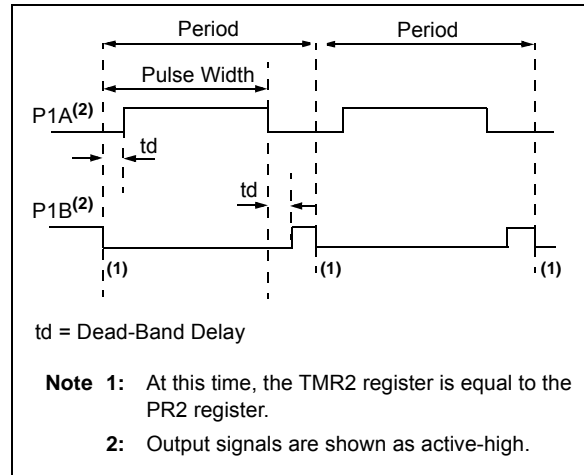 Period Period
Pulse Width
P1A(2)
td
td
P1B(2)
(1) (1) (1)
td = Dead-Band Delay
Note 1: At this time, the TMR2 register is equal to the
PR2 register.
2: Output signals are shown as active-high.